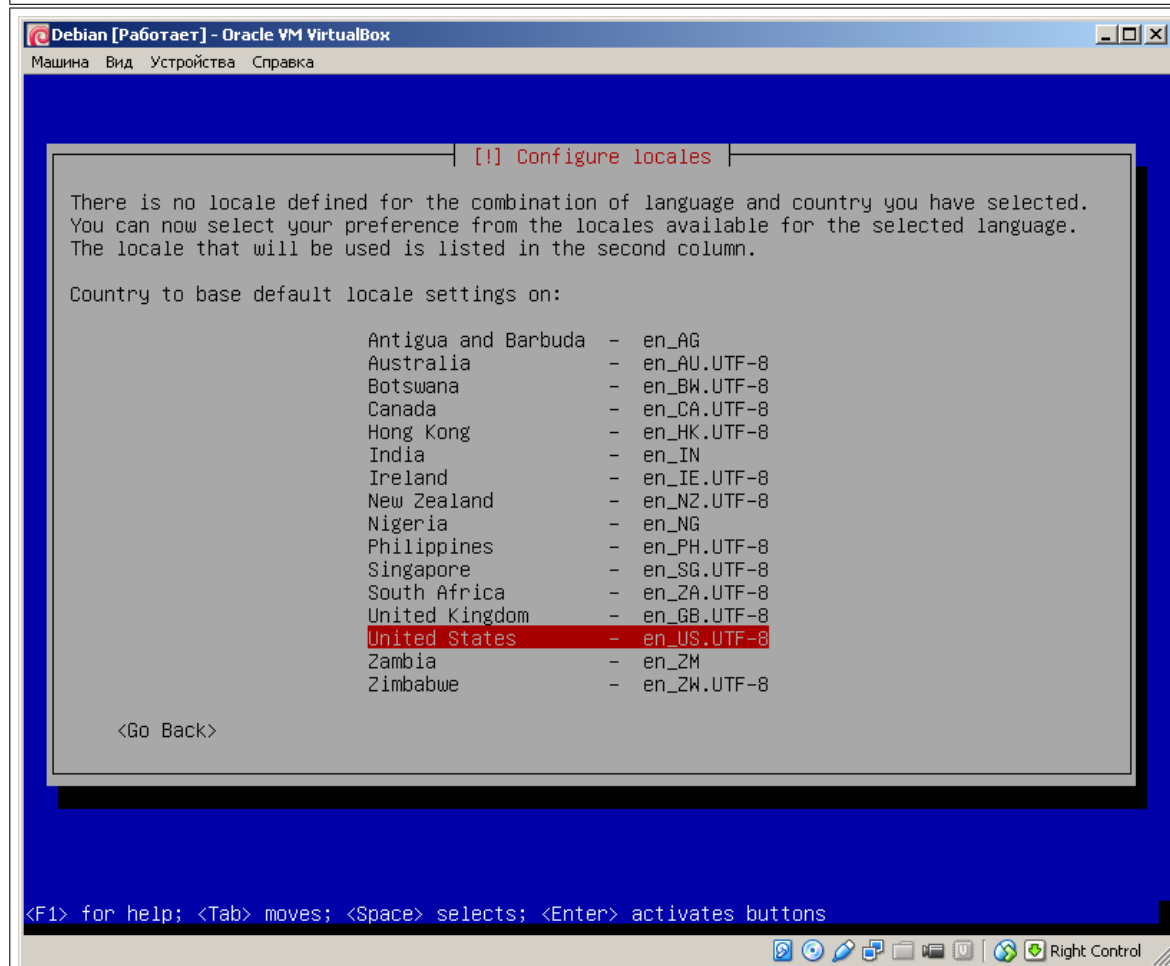 Debian [Работает] - Oracle VM VirtualBox
Машина Вид Устройства Справка
[!] Configure locales
There is no locale defined for the combination of language and country you have selected.
You can now select your preference from the locales available for the selected language.
The locale that will be used is listed in the second column.
Country to base default locale settings on:
Antigua and Barbuda - en_AG
Australia - en_AU.UTF-8
Botswana - en_BW.UTF-8
Canada - en_CA.UTF-8
Hong Kong - en_HK.UTF-8
India - en_IN
Ireland - en_IE.UTF-8
New Zealand - en_NZ.UTF-8
Nigeria - en_NG
Philippines - en_PH.UTF-8
Singapore - en_SG.UTF-8
South Africa - en_ZA.UTF-8
United Kingdom - en_GB.UTF-8
United States - en_US.UTF-8
Zambia - en_ZM
Zimbabwe - en_ZW.UTF-8
<Go Back>
<F1> for help; <Tab> moves; <Space> selects; <Enter> activates buttons
Right Control